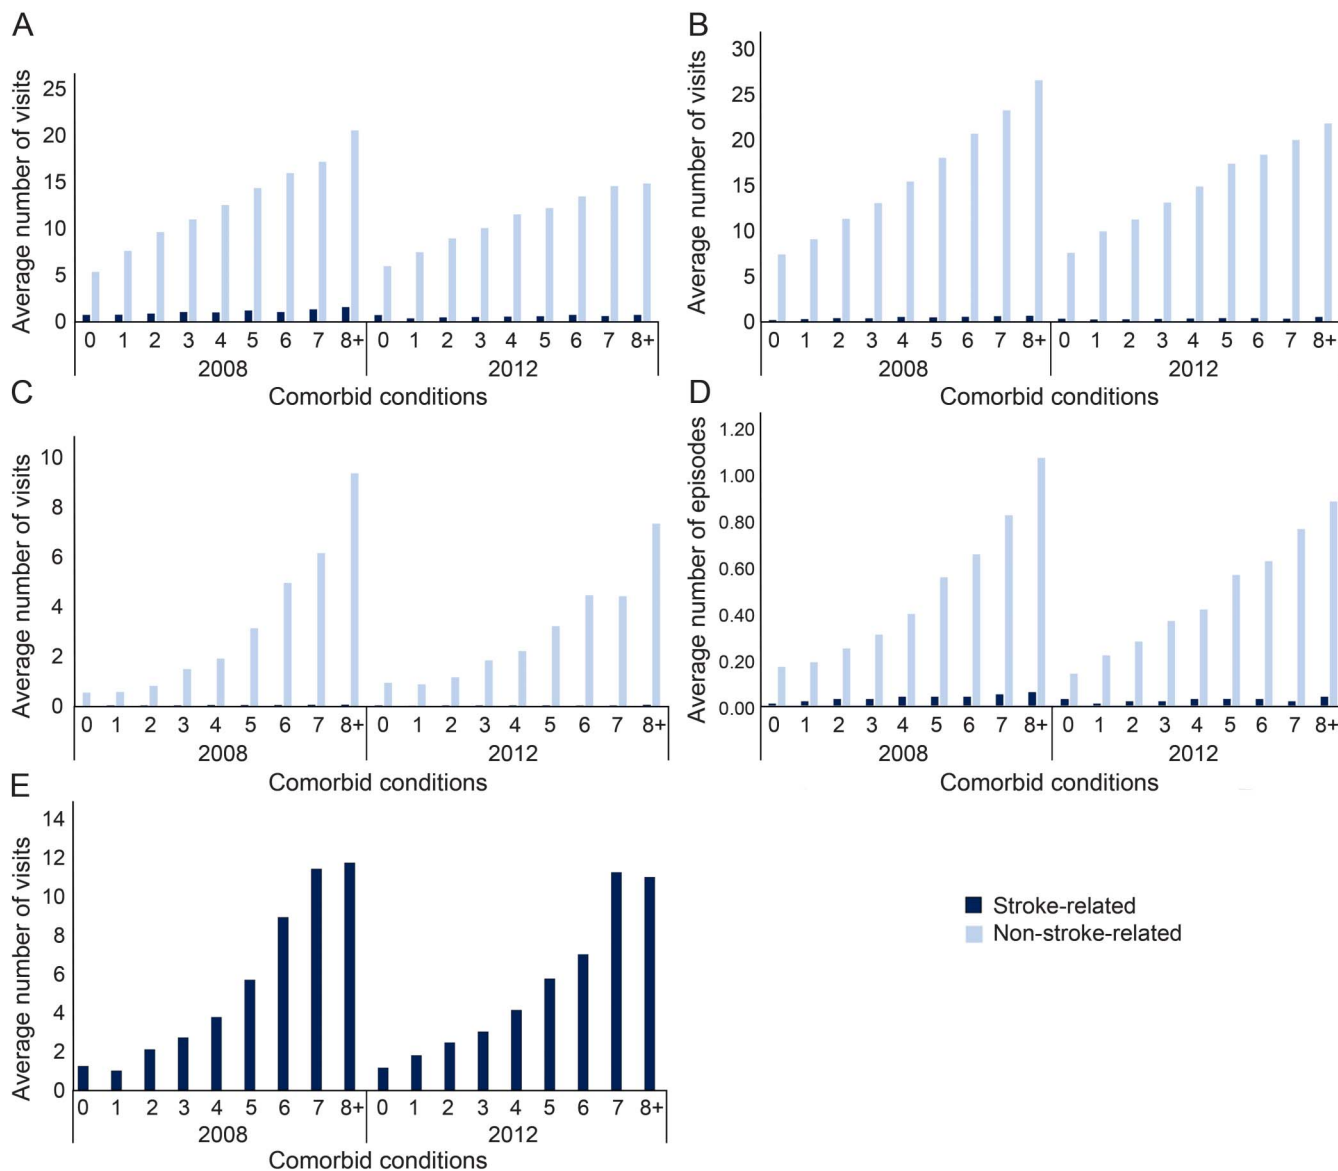 A
Average number of visits
25
20
15
10
5
0
0 1 2 3 4 5 6 7 8+ 0 1 2 3 4 5 6 7 8+
2008 2012
Comorbid conditions
B
Average number of visits
30
25
20
15
10
5
0
0 1 2 3 4 5 6 7 8+ 0 1 2 3 4 5 6 7 8+
2008 2012
Comorbid conditions
C
Average number of visits
10
8
6
4
2
0
0 1 2 3 4 5 6 7 8+ 0 1 2 3 4 5 6 7 8+
2008 2012
Comorbid conditions
D
Average number of episodes
1.20
1.00
0.80
0.60
0.40
0.20
0.00
0 1 2 3 4 5 6 7 8+ 0 1 2 3 4 5 6 7 8+
2008 2012
Comorbid conditions
E
Average number of visits
14
12
10
8
6
4
2
0
0 1 2 3 4 5 6 7 8+ 0 1 2 3 4 5 6 7 8+
2008 2012
Comorbid conditions
Stroke-related
Non-stroke-related